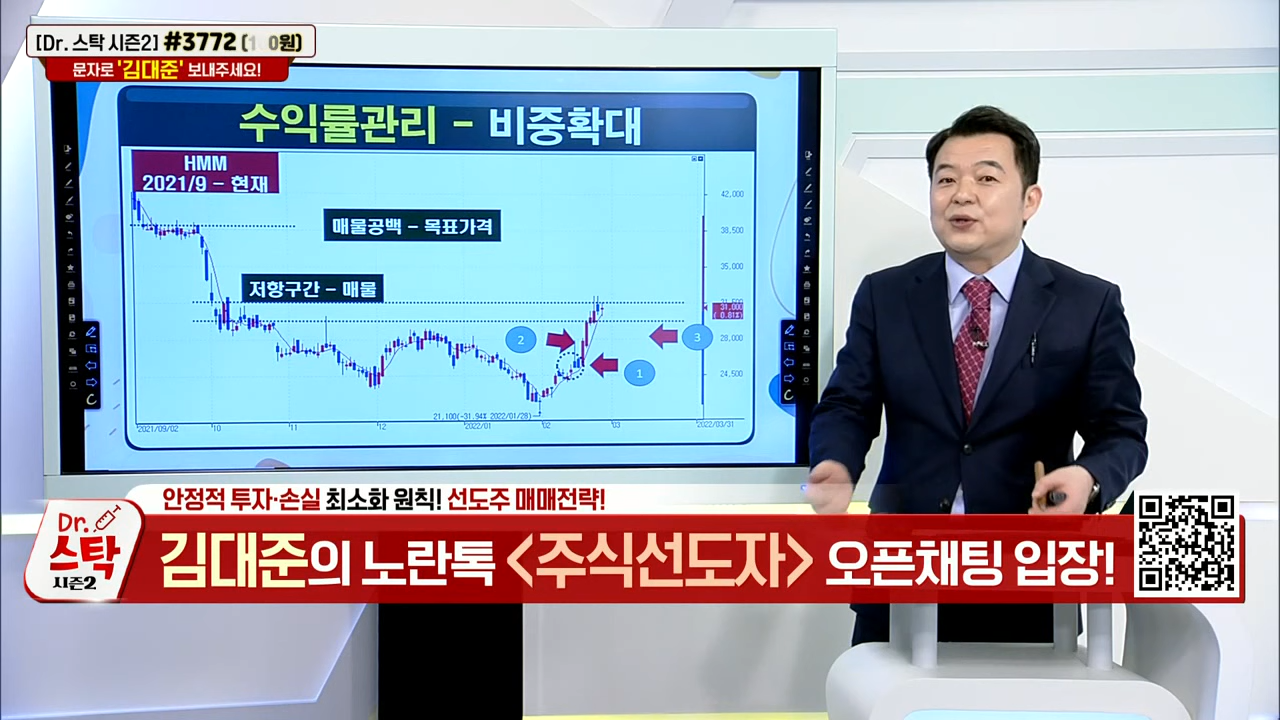 [Dr. 스탁 시즌2] #3772 (1 0원)
문자로 '김대준' 보내주세요!
수익률관리 - 비중확대
HMM
2021/9 - 현재
매물공백 - 목표가격
저항구간 - 매물
42,000
38,500
35,000
31,500
31,000
( 0.81%)
28,000
24,500
2
3
1
21,100(-31.94% 2022/01/28)
2021/09/02
10
11
12
2022/01
02
03
2022/03/31
안정적 투자·손실 최소화 원칙! 선도주 매매전략!
Dr.
스탁
시즌2
김대준의 노란톡 <주식선도자> 오픈채팅 입장!